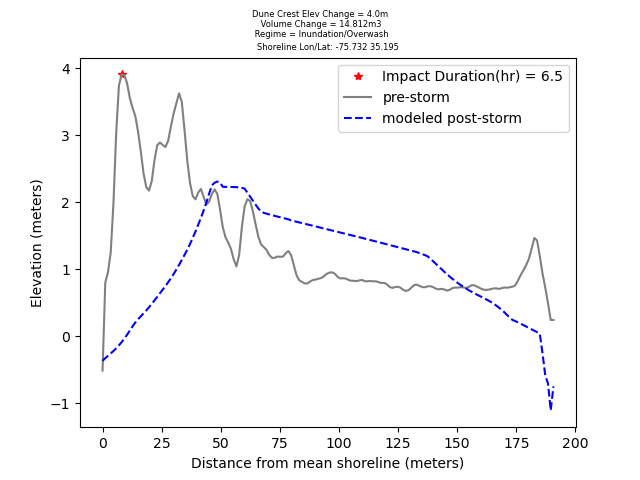 Dune Crest Elev Change = 4.0m
Volume Change = 14.812m3
Regime = Inundation/Overwash
Shoreline Lon/Lat: -75.732 35.195
Impact Duration(hr) = 6.5
pre-storm
modeled post-storm
4
3
2
1
0
−1
Elevation (meters)
0 25 50 75 100 125 150 175 200
Distance from mean shoreline (meters)